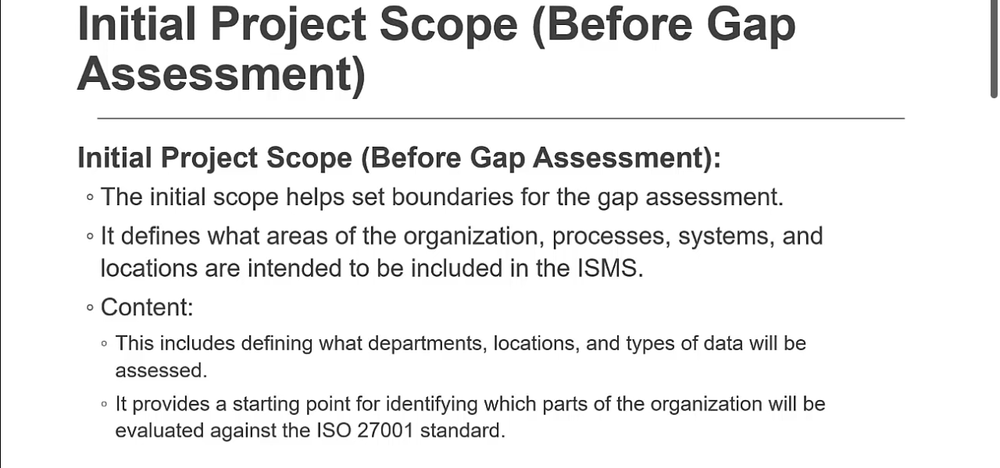 Initial Project Scope (Before Gap
Assessment)
Initial Project Scope (Before Gap Assessment):
◦ The initial scope helps set boundaries for the gap assessment.
◦ It defines what areas of the organization, processes, systems, and
locations are intended to be included in the ISMS.
◦ Content:
◦ This includes defining what departments, locations, and types of data will be
assessed.
◦ It provides a starting point for identifying which parts of the organization will be
evaluated against the ISO 27001 standard.